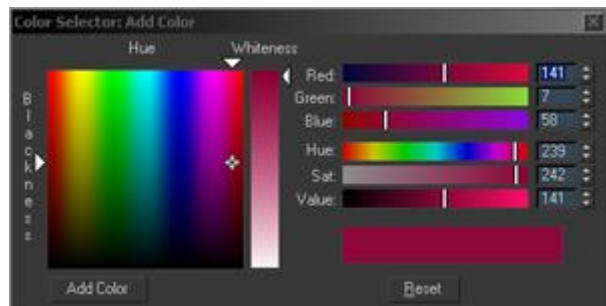 Color Selector: Add Color
Hue
Whiteness
Blackness
Red: 141
Green: 7
Blue: 58
Hue: 239
Sat: 242
Value: 141
Add Color
Reset